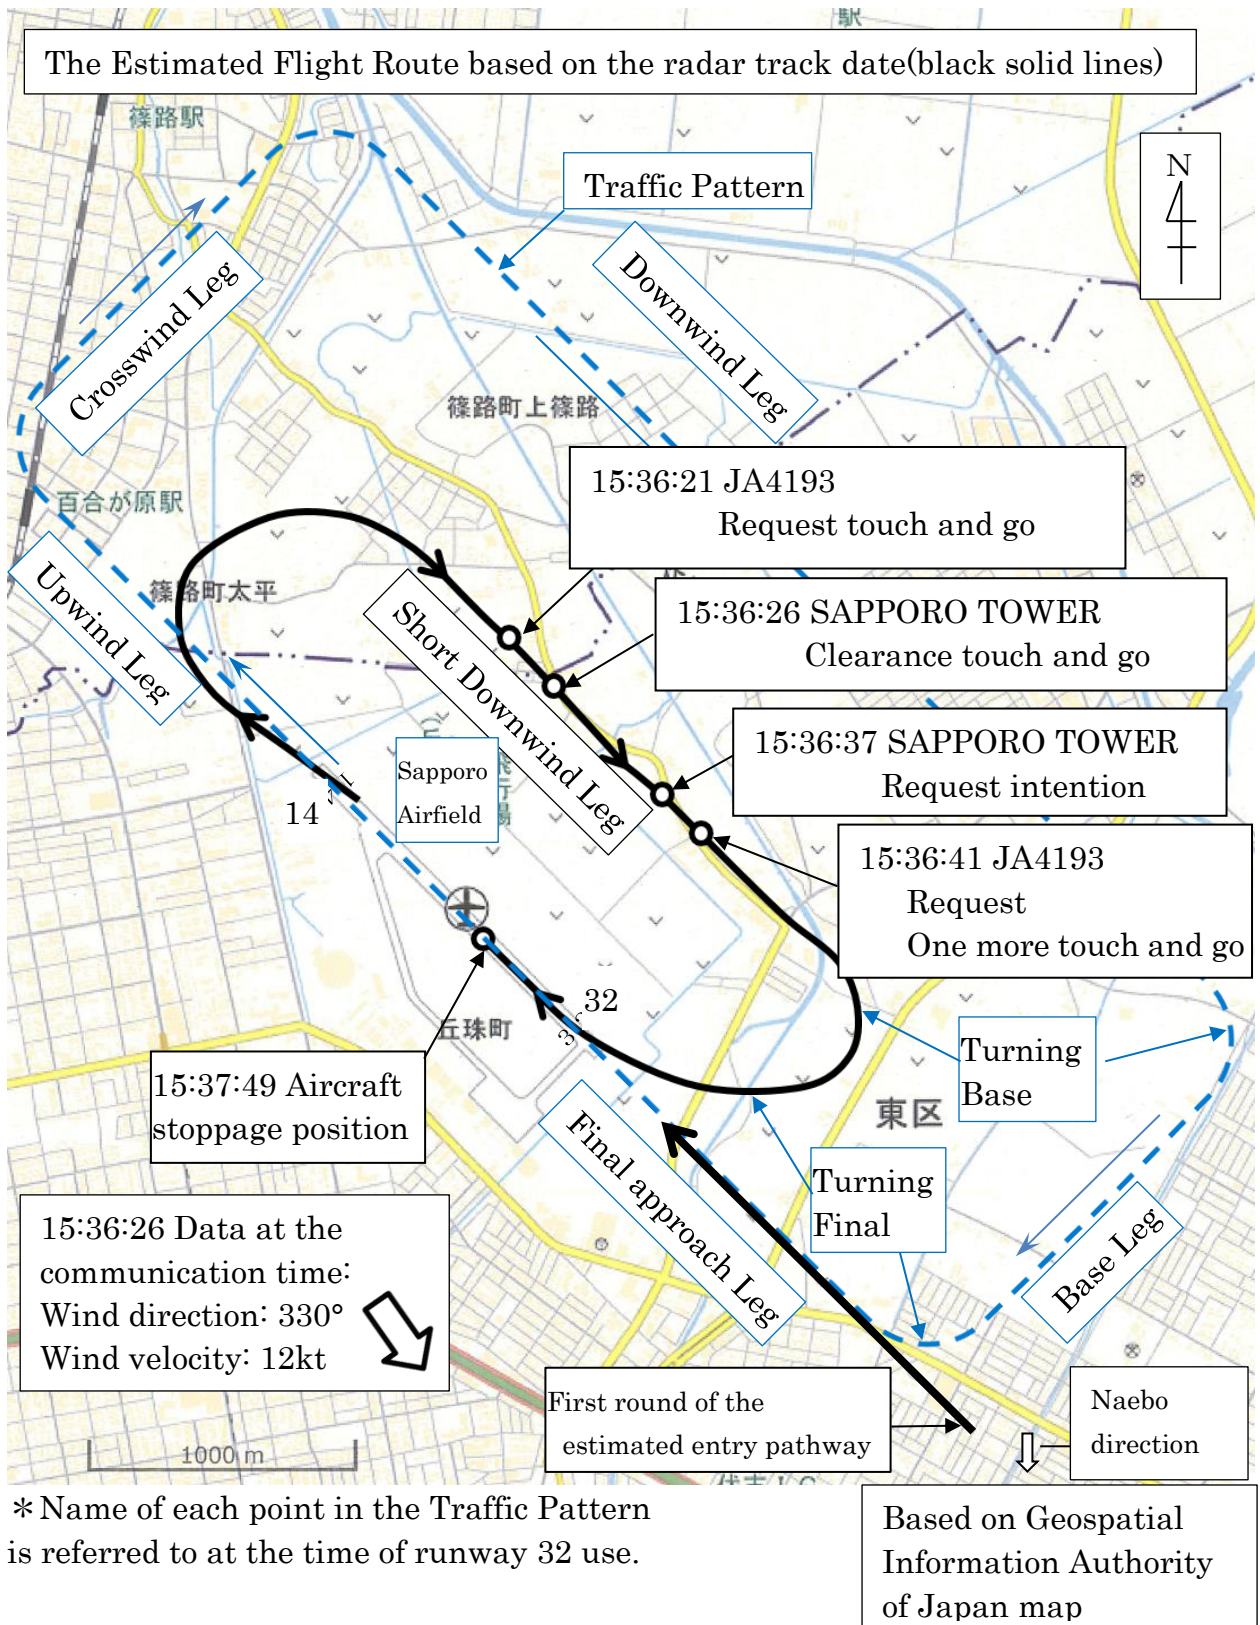 駅
The Estimated Flight Route based on the radar track date(black solid lines)
篠路駅
N
Traffic Pattern
Crosswind Leg
Downwind Leg
篠路町上篠路
15:36:21 JA4193
Request touch and go
百合が原駅
篠路町太平
Upwind Leg
Short Downwind Leg
15:36:26 SAPPORO TOWER
Clearance touch and go
15:36:37 SAPPORO TOWER
Request intention
Sapporo
Airfield
飛行場
14
15:36:41 JA4193
Request
One more touch and go
32
丘珠町
Turning
Base
15:37:49 Aircraft
stoppage position
東区
Final approach Leg
Turning
Final
Base Leg
15:36:26 Data at the
communication time:
Wind direction: 330°
Wind velocity: 12kt
First round of the
estimated entry pathway
Naebo
direction
1000 m
*Name of each point in the Traffic Pattern
is referred to at the time of runway 32 use.
Based on Geospatial
Information Authority
of Japan map